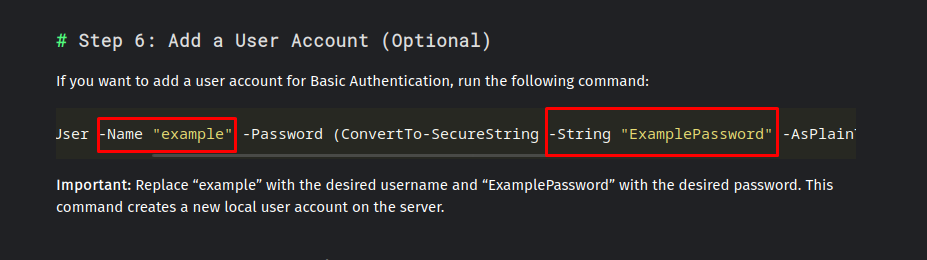 # Step 6: Add a User Account (Optional)
If you want to add a user account for Basic Authentication, run the following command:
User -Name "example" -Password (ConvertTo-SecureString -String "ExamplePassword" -AsPlain
Important: Replace “example” with the desired username and “ExamplePassword” with the desired password. This
command creates a new local user account on the server.